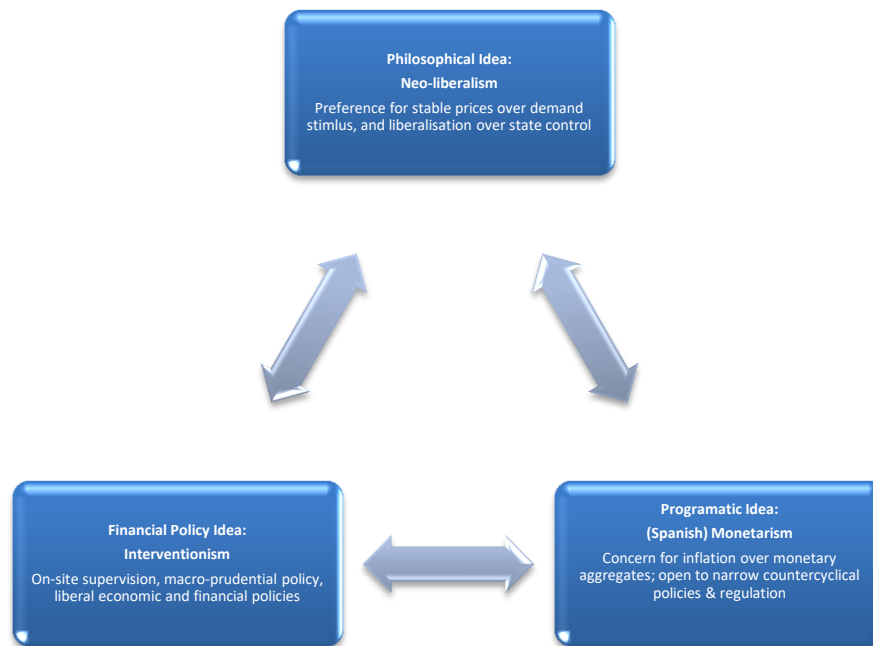 Philosophical Idea:
Neo-liberalism
Preference for stable prices over demand
stimlus, and liberalisation over state control
Financial Policy Idea:
Interventionism
On-site supervision, macro-prudential policy,
liberal economic and financial policies
Programatic Idea:
(Spanish) Monetarism
Concern for inflation over monetary
aggregates; open to narrow countercyclical
policies & regulation